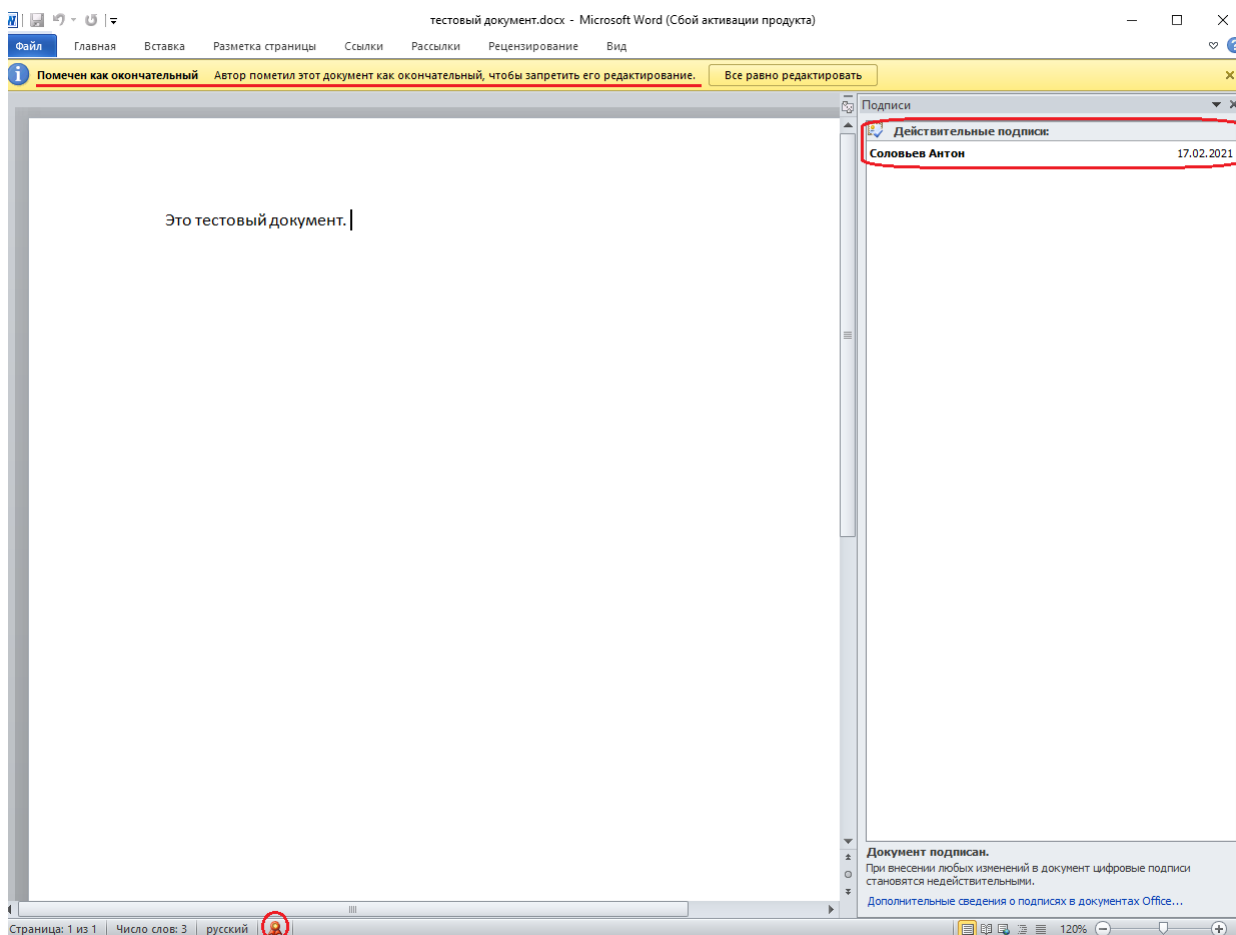 тестовый документ.docx - Microsoft Word (Сбой активации продукта)
Файл Главная Вставка Разметка страницы Ссылки Рассылки Рецензирование Вид
Помечен как окончательный Автор пометил этот документ как окончательный, чтобы запретить его редактирование. Все равно редактировать
Подписи
Действительные подписи:
Соловьев Антон 17.02.2021
Это тестовый документ.
Документ подписан.
При внесении любых изменений в документ цифровые подписи
становятся недействительными.
Дополнительные сведения о подписях в документах Office...
Страница: 1 из 1 Число слов: 3 русский 120%